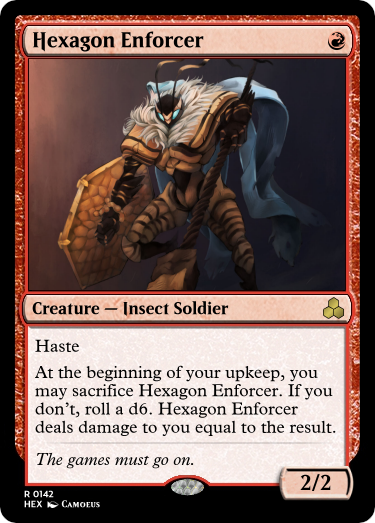 Hexagon Enforcer
Creature — Insect Soldier
Haste
At the beginning of your upkeep, you
may sacrifice Hexagon Enforcer. If you
don't, roll a d6. Hexagon Enforcer
deals damage to you equal to the result.
The games must go on.
2/2
R 0142
HEX Camoeus